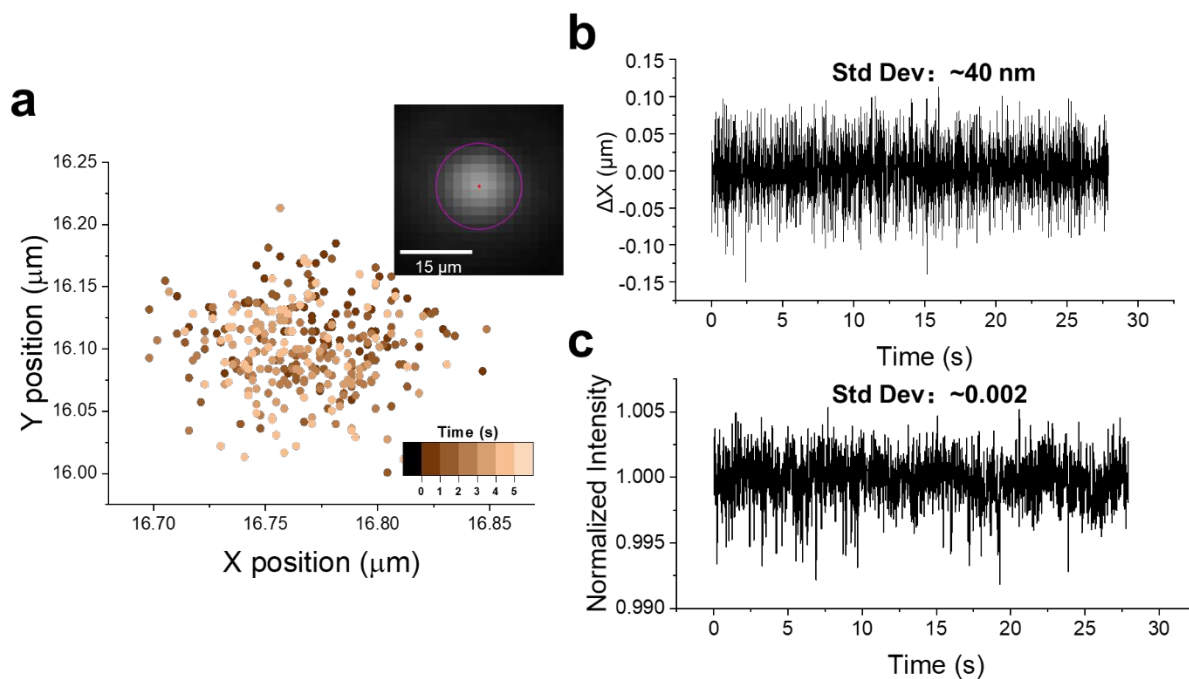 a
16.25
16.20
16.15
16.10
16.05
16.00
Y position (μm)
15 μm
Time (s)
0 1 2 3 4 5
16.70 16.75 16.80 16.85
X position (μm)
b
Std Dev：~40 nm
0.15
0.10
0.05
0.00
-0.05
-0.10
-0.15
ΔX (μm)
0 5 10 15 20 25 30
Time (s)
c
Std Dev：~0.002
1.005
1.000
0.995
0.990
Normalized Intensity
0 5 10 15 20 25 30
Time (s)